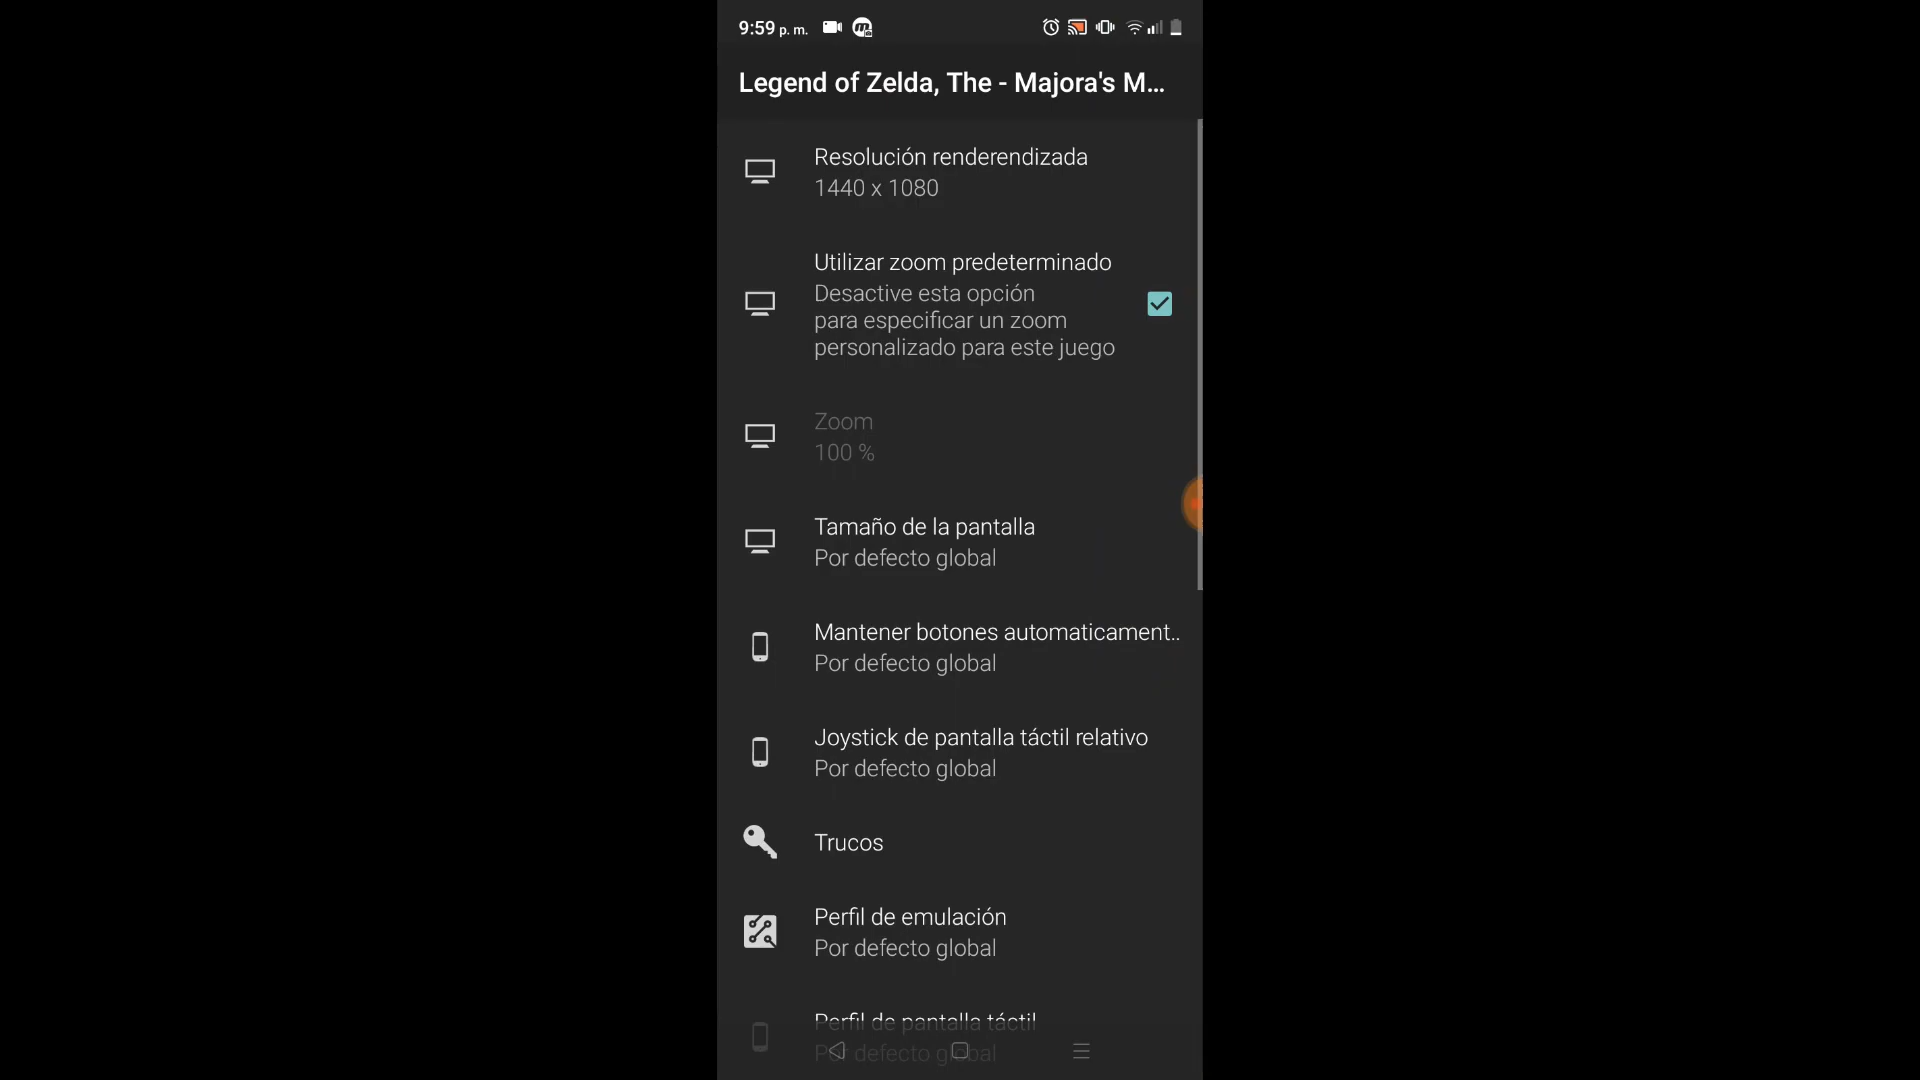 9:59 p. m.
Legend of Zelda, The - Majora's M...
Resolución renderendizada
1440 x 1080
Utilizar zoom predeterminado
Desactive esta opción
para especificar un zoom
personalizado para este juego
Zoom
100 %
Tamaño de la pantalla
Por defecto global
Mantener botones automaticament..
Por defecto global
Joystick de pantalla táctil relativo
Por defecto global
Trucos
Perfil de emulación
Por defecto global
Perfil de pantalla táctil
Por defecto global